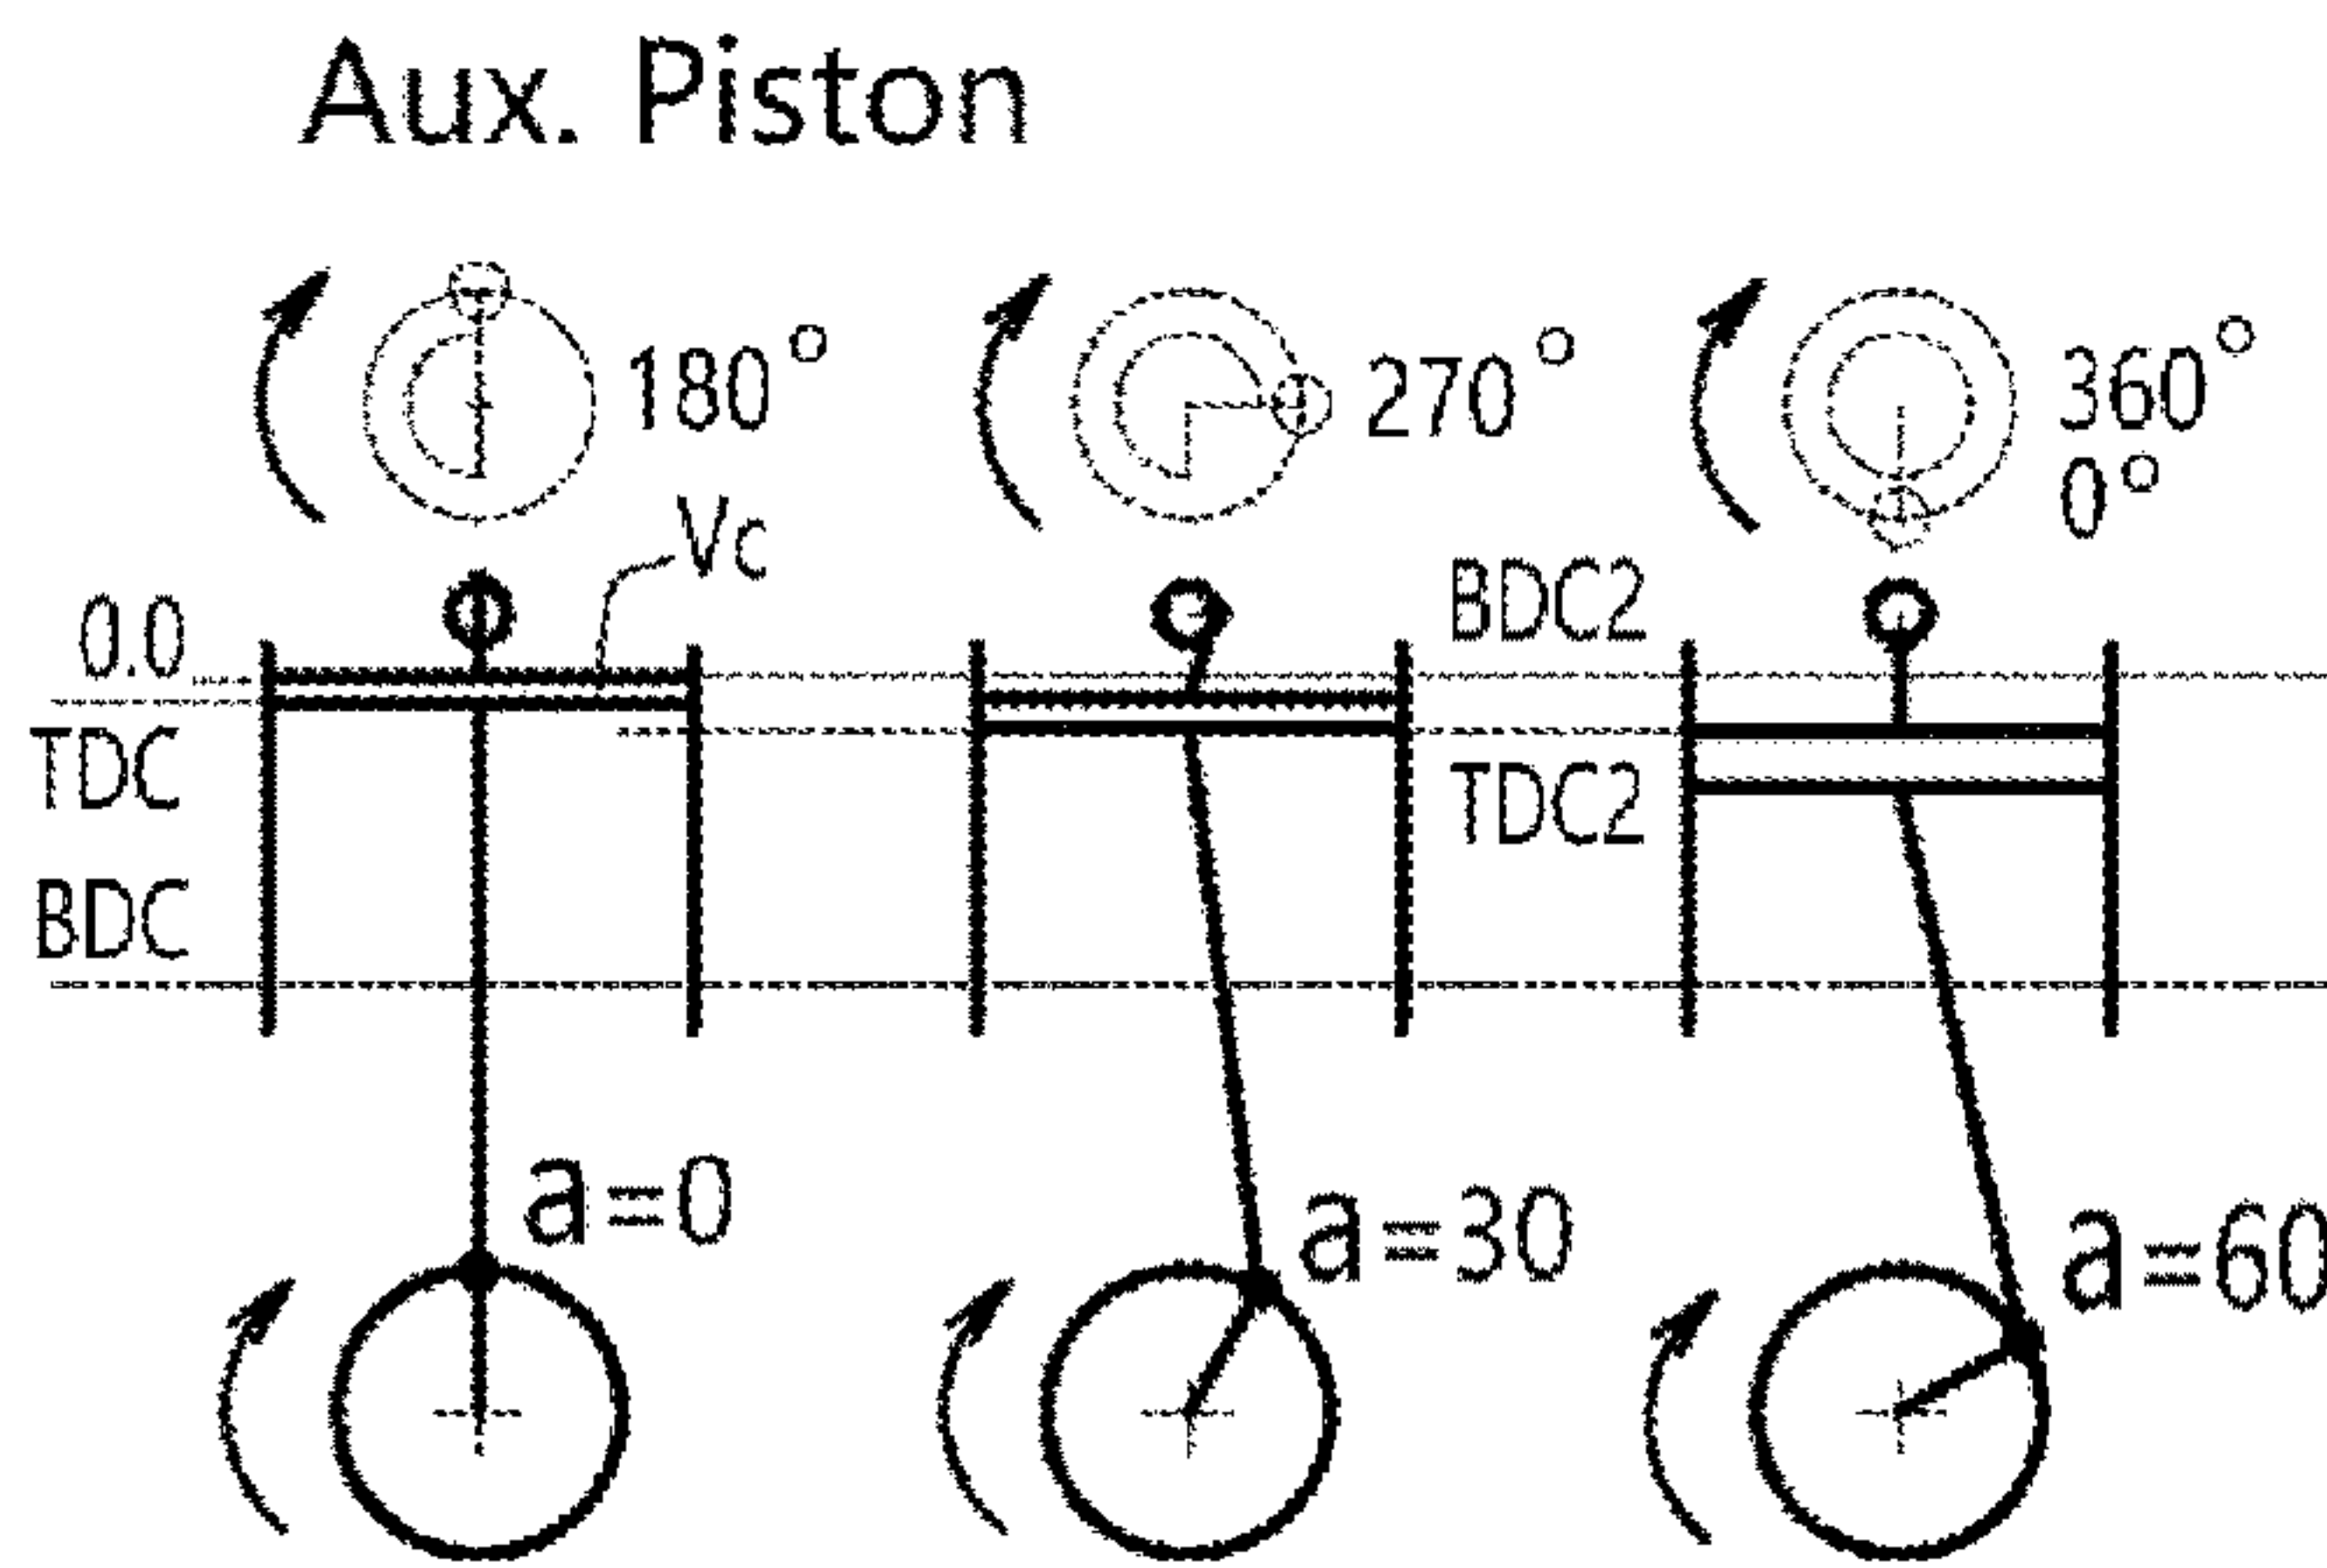 Aux. Piston
180°
270°
360°
0°
Vc
BDC2
0.0
TDC
TDC2
BDC
a=0
a=30
a=60